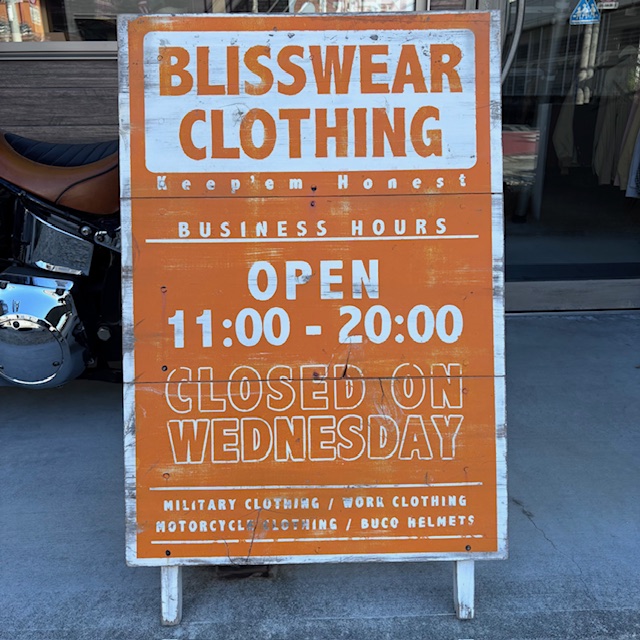 BLISSWEAR
CLOTHING
Keep'em Honest
BUSINESS HOURS
OPEN
11:00 - 20:00
CLOSED ON
WEDNESDAY
MILITARY CLOTHING / WORK CLOTHING
MOTORCYCLE CLOTHING / BUCO HELMETS